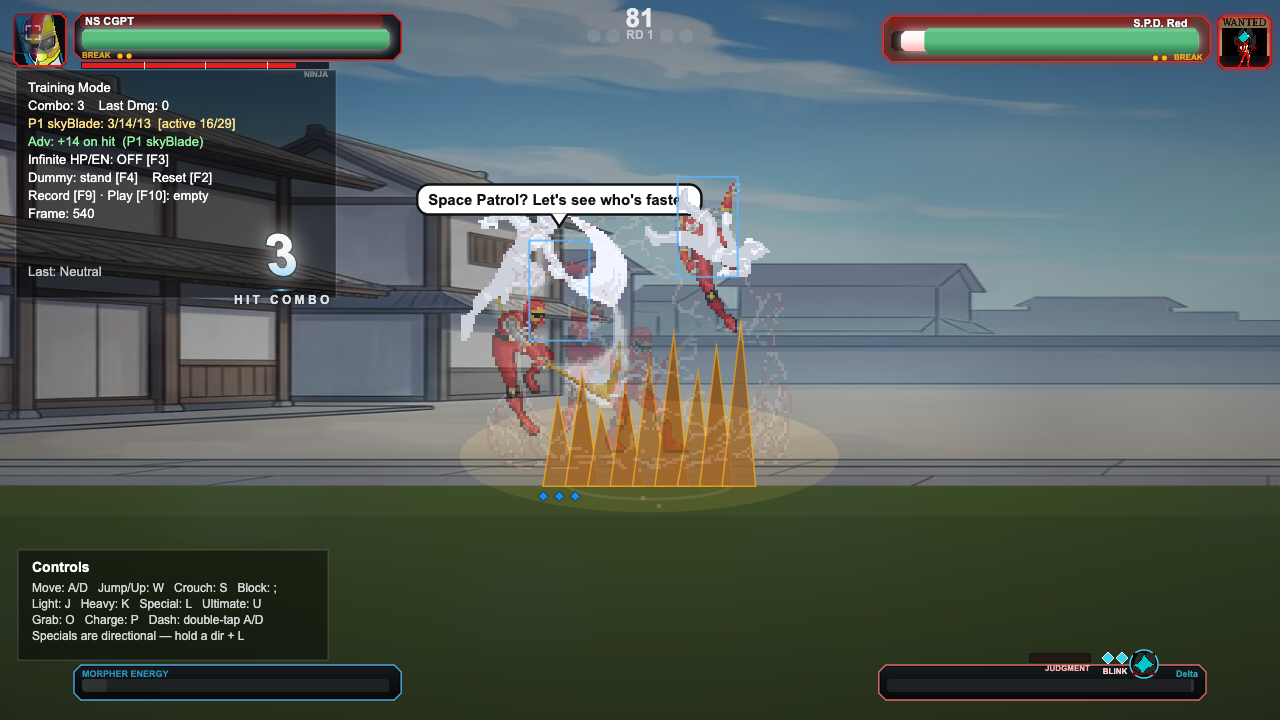 81
RD 1
NS CGPT
BREAK
NINJA
S.P.D. Red
BREAK
WANTED
Training Mode
Combo: 3 Last Dmg: 0
P1 skyBlade: 3/14/13 [active 16/29]
Adv: +14 on hit (P1 skyBlade)
Infinite HP/EN: OFF [F3]
Dummy: stand [F4] Reset [F2]
Record [F9] · Play [F10]: empty
Frame: 540
Last: Neutral
3
HIT COMBO
Space Patrol? Let's see who's faste
Controls
Move: A/D Jump/Up: W Crouch: S Block: ;
Light: J Heavy: K Special: L Ultimate: U
Grab: O Charge: P Dash: double-tap A/D
Specials are directional — hold a dir + L
MORPHER ENERGY
JUDGMENT
BLINK
Delta